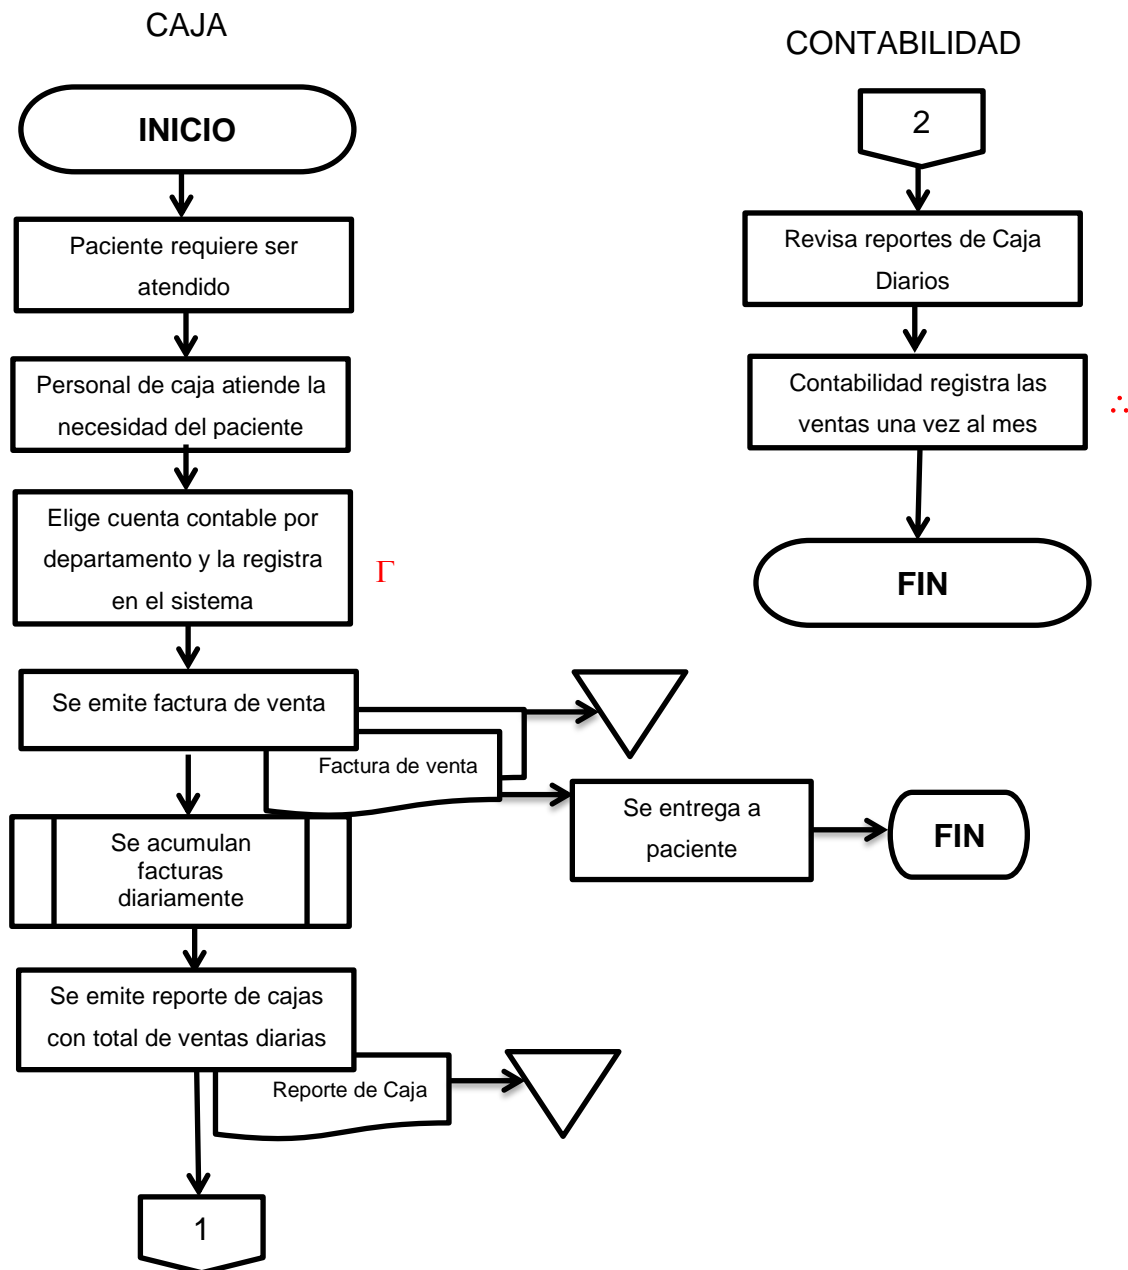 CAJA
INICIO
Paciente requiere ser
atendido
Personal de caja atiende la
necesidad del paciente
Elige cuenta contable por
departamento y la registra
en el sistema
Γ
Se emite factura de venta
Factura de venta
Se entrega a
paciente
FIN
Se acumulan
facturas
diariamente
Se emite reporte de cajas
con total de ventas diarias
Reporte de Caja
1
CONTABILIDAD
2
Revisa reportes de Caja
Diarios
Contabilidad registra las
ventas una vez al mes
∴
FIN